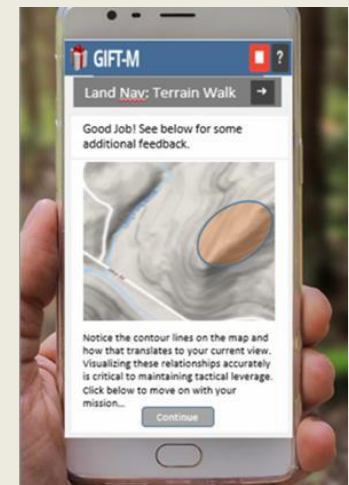 GIFT-M
?
Land Nav: Terrain Walk
Good Job! See below for some
additional feedback.
Notice the contour lines on the map and
how that translates to your current view.
Visualizing these relationships accurately
is critical to maintaining tactical leverage.
Click below to move on with your
mission...
Continue